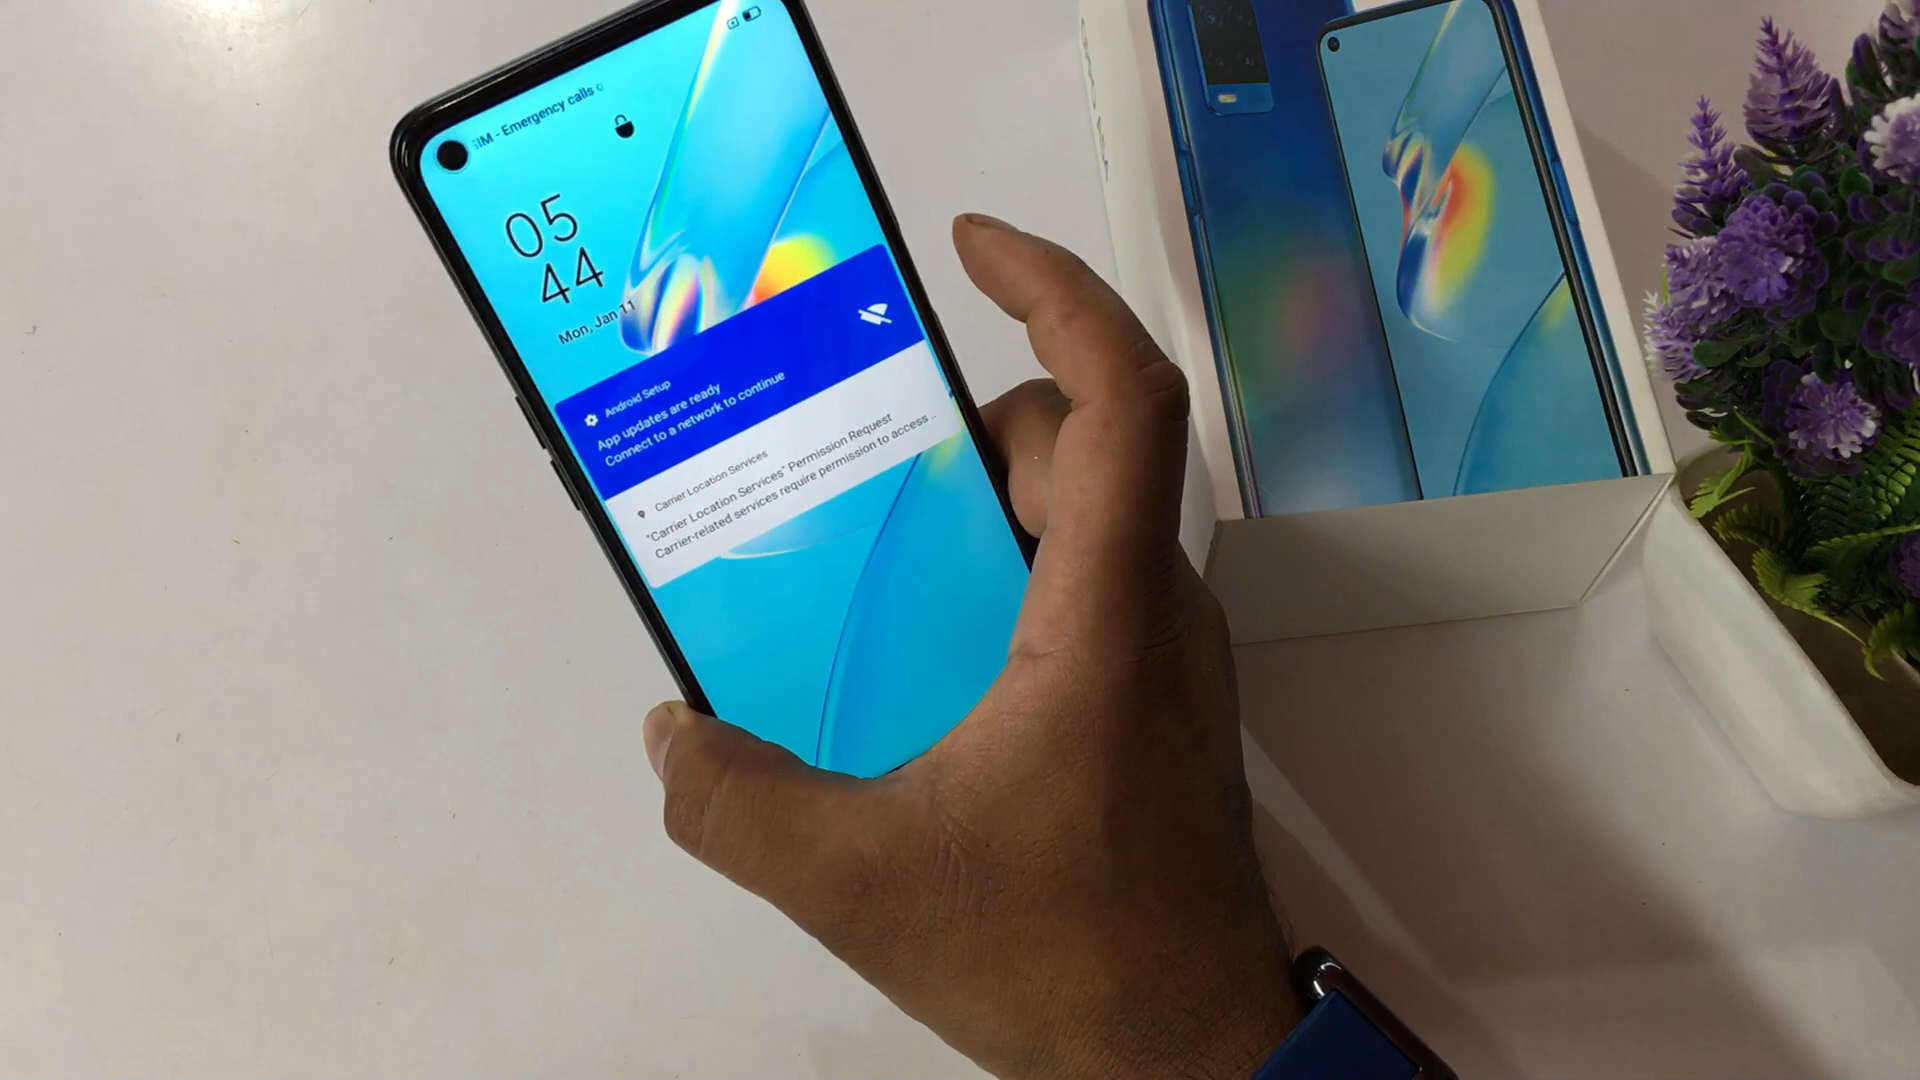 SIM - Emergency calls
05
44
Mon, Jan 11
Android Setup
App updates are ready
Connect to a network to continue
Carrier Location Services
"Carrier Location Services" Permission Request
Carrier-related services require permission to access ..
AI